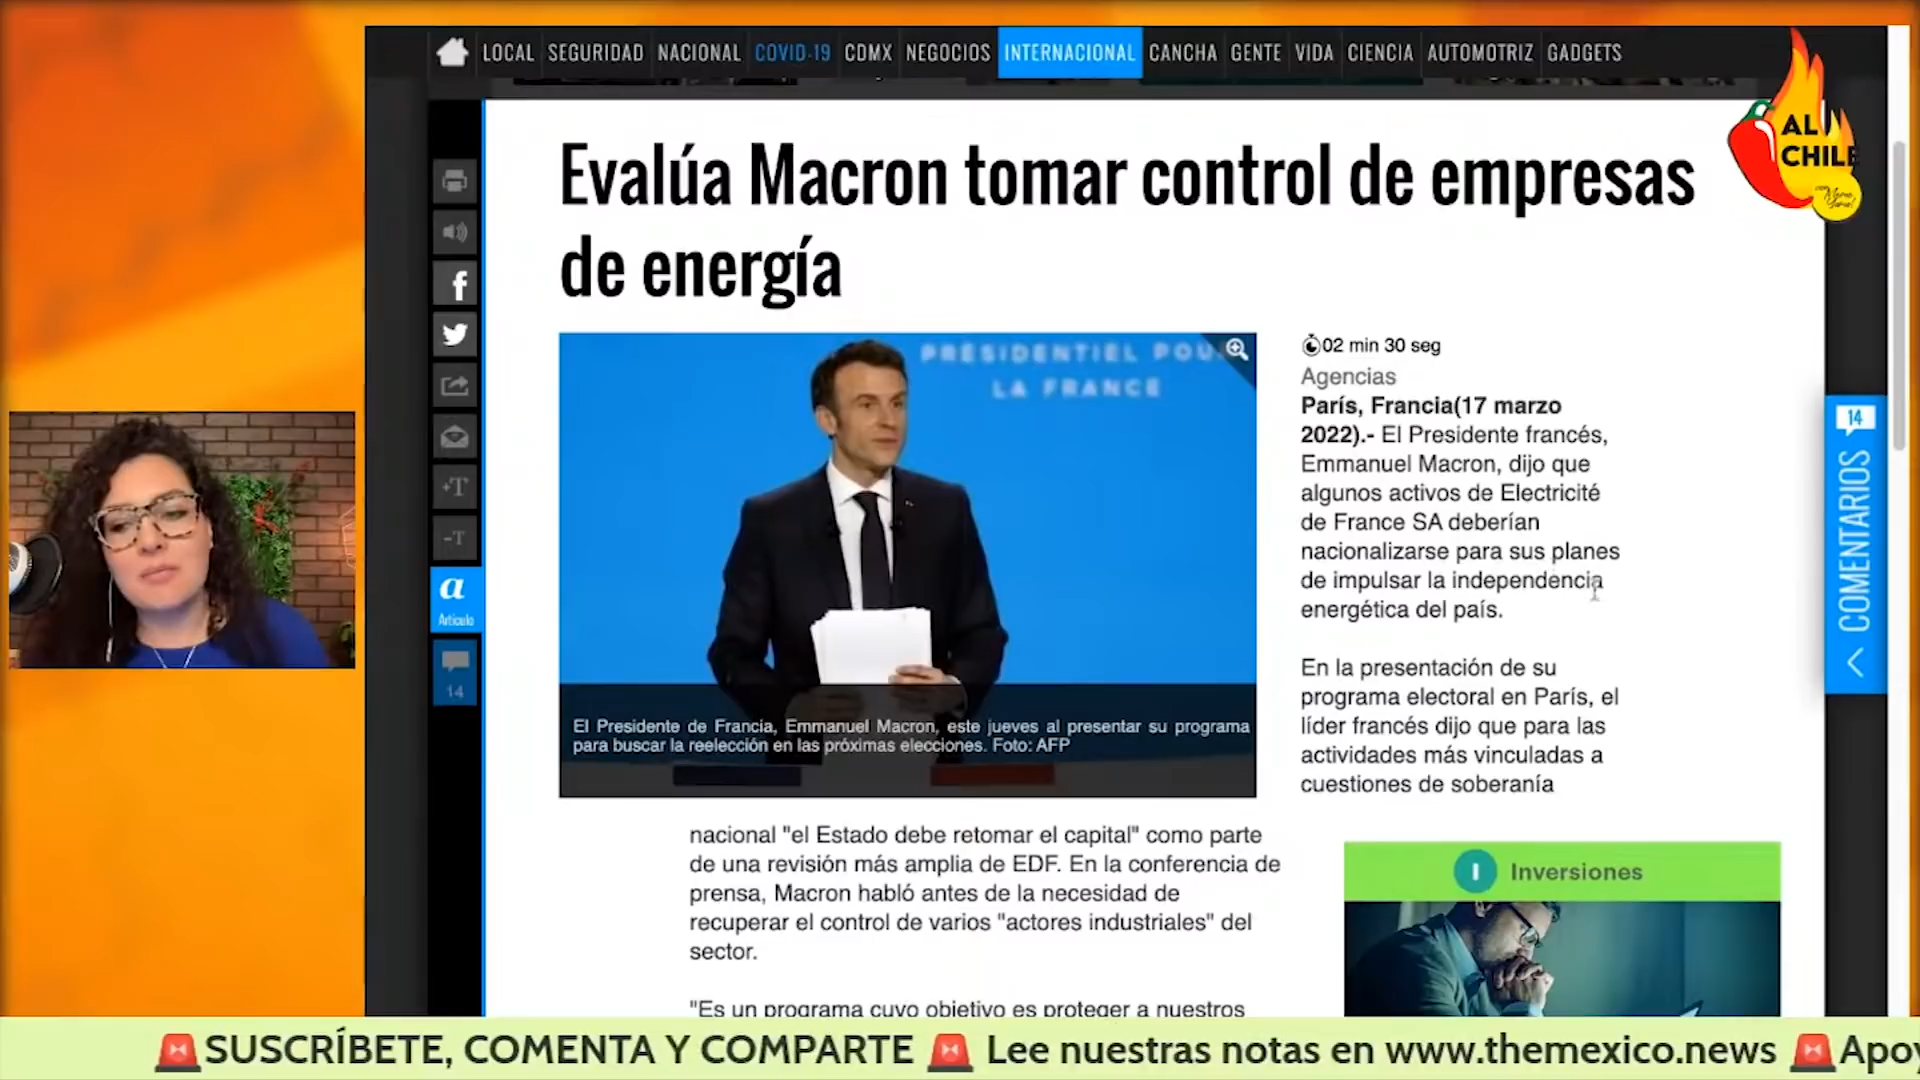 LOCAL SEGURIDAD NACIONAL COVID-19 CDMX NEGOCIOS INTERNACIONAL CANCHA GENTE VIDA CIENCIA AUTOMOTRIZ GADGETS
AL
CHILE
Evalúa Macron tomar control de empresas
de energía
PRÉSIDENTIEL POU
LA FRANCE
El Presidente de Francia, Emmanuel Macron, este jueves al presentar su programa
para buscar la reelección en las próximas elecciones. Foto: AFP
02 min 30 seg
Agencias
París, Francia(17 marzo
2022).- El Presidente francés,
Emmanuel Macron, dijo que
algunos activos de Electricité
de France SA deberían
nacionalizarse para sus planes
de impulsar la independencia
energética del país.
En la presentación de su
programa electoral en París, el
líder francés dijo que para las
actividades más vinculadas a
cuestiones de soberanía
nacional "el Estado debe retomar el capital" como parte
de una revisión más amplia de EDF. En la conferencia de
prensa, Macron habló antes de la necesidad de
recuperar el control de varios "actores industriales" del
sector.
"Es un programa cuyo objetivo es proteger a nuestros
+T
-T
a
Artículo
14
14
COMENTARIOS
I Inversiones
SUSCRÍBETE, COMENTA Y COMPARTE Lee nuestras notas en www.themexico.news Apoy